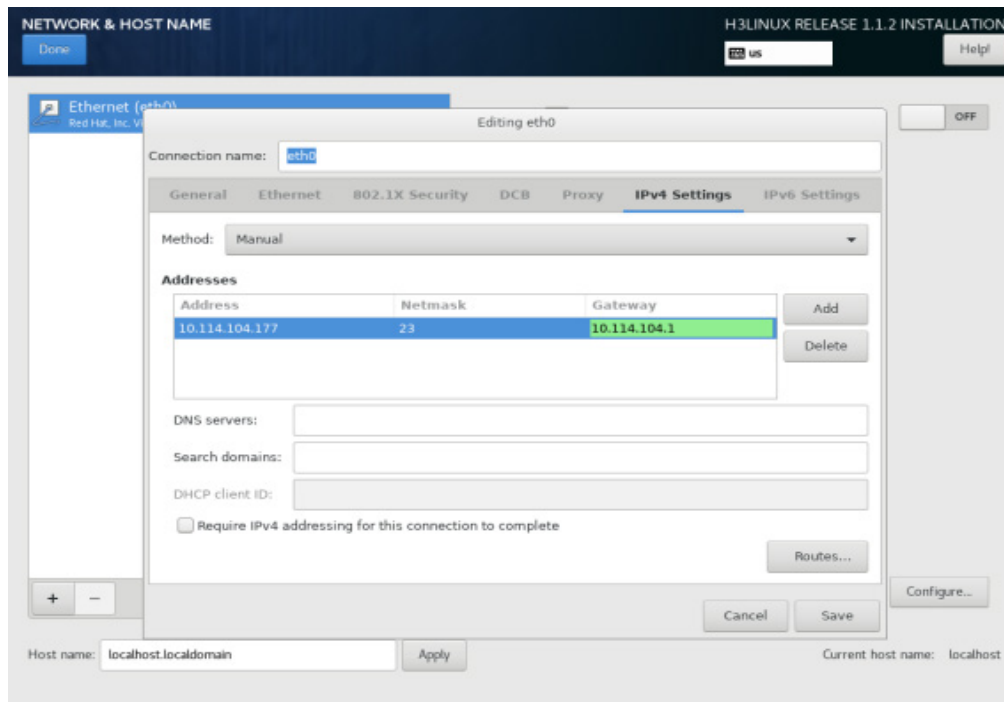 NETWORK & HOST NAME
H3LINUX RELEASE 1.1.2 INSTALLATION
Done
us
Help!
Ethernet (eth0)
Red Hat, Inc.
OFF
Editing eth0
Connection name: eth0
General Ethernet 802.1X Security DCB Proxy IPv4 Settings IPv6 Settings
Method: Manual
Addresses
Address Netmask Gateway
Add
10.114.104.177 23 10.114.104.1
Delete
DNS servers:
Search domains:
DHCP client ID:
Require IPv4 addressing for this connection to complete
Routes...
+ − Configure...
Cancel Save
Host name: localhost.localdomain Apply Current host name: localhost